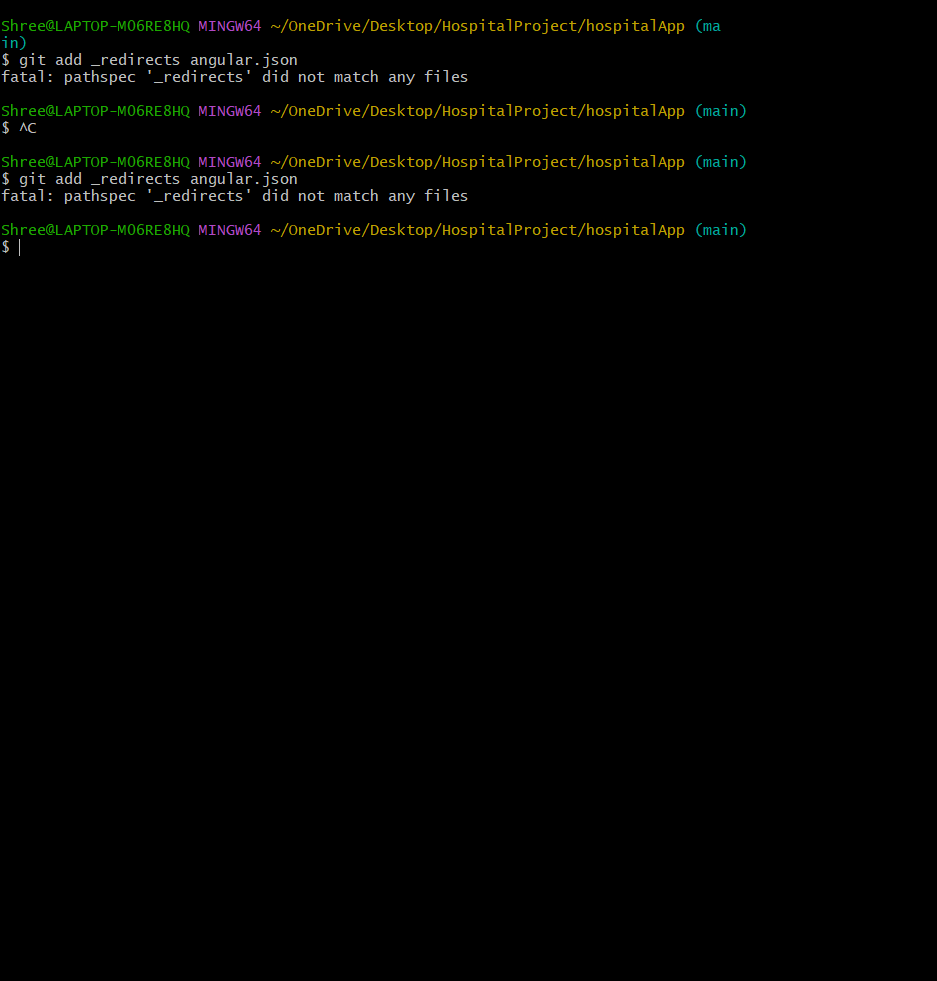 Shree@LAPTOP-MO6RE8HQ MINGW64 ~/OneDrive/Desktop/HospitalProject/hospitalApp (ma
in)
$ git add _redirects angular.json
fatal: pathspec '_redirects' did not match any files
Shree@LAPTOP-MO6RE8HQ MINGW64 ~/OneDrive/Desktop/HospitalProject/hospitalApp (main)
$ ^C
Shree@LAPTOP-MO6RE8HQ MINGW64 ~/OneDrive/Desktop/HospitalProject/hospitalApp (main)
$ git add _redirects angular.json
fatal: pathspec '_redirects' did not match any files
Shree@LAPTOP-MO6RE8HQ MINGW64 ~/OneDrive/Desktop/HospitalProject/hospitalApp (main)
$